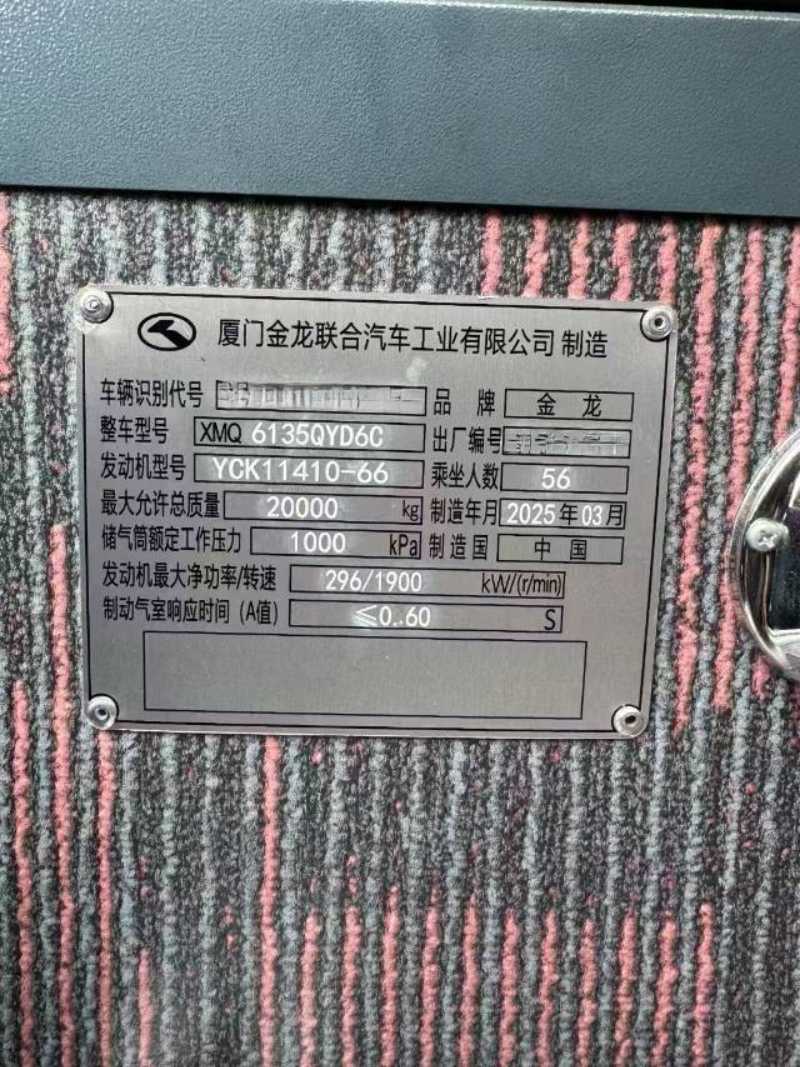 厦门金龙联合汽车工业有限公司 制造
车辆识别代号 品牌 金龙
整车型号 XMQ 6135QYD6C 出厂编号
发动机型号 YCK11410-66 乘坐人数 56
最大允许总质量 20000 kg 制造年月 2025年03月
储气筒额定工作压力 1000 kPa 制造国 中国
发动机最大净功率/转速 296/1900 kW/(r/min)
制动气室响应时间 (A值) ≤0..60 S